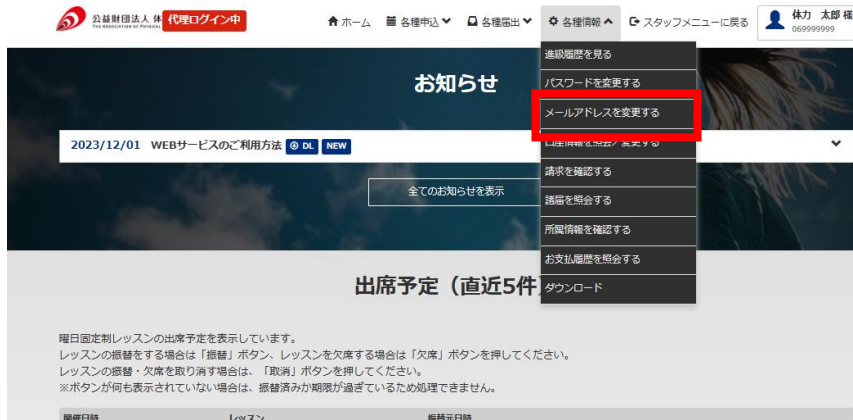 公益財団法人 体
THE ASSOCIATION OF PHYSICAL
代理ログイン中
ホーム
各種申込
各種届出
各種情報
スタッフメニューに戻る
体力 太郎 様
069999999
進級履歴を見る
パスワードを変更する
メールアドレスを変更する
口座情報を照会／変更する
請求を確認する
諸届を照会する
所属情報を確認する
お支払履歴を照会する
ダウンロード
お知らせ
2023/12/01 WEBサービスのご利用方法 DL NEW
全てのお知らせを表示
出席予定（直近5件
曜日固定制レッスンの出席予定を表示しています。
レッスンの振替をする場合は「振替」ボタン、レッスンを欠席する場合は「欠席」ボタンを押してください。
レッスンの振替・欠席を取り消す場合は、「取消」ボタンを押してください。
※ボタンが何も表示されていない場合は、振替済みか期限が過ぎているため処理できません。
開催日時 レッスン 振替元日時